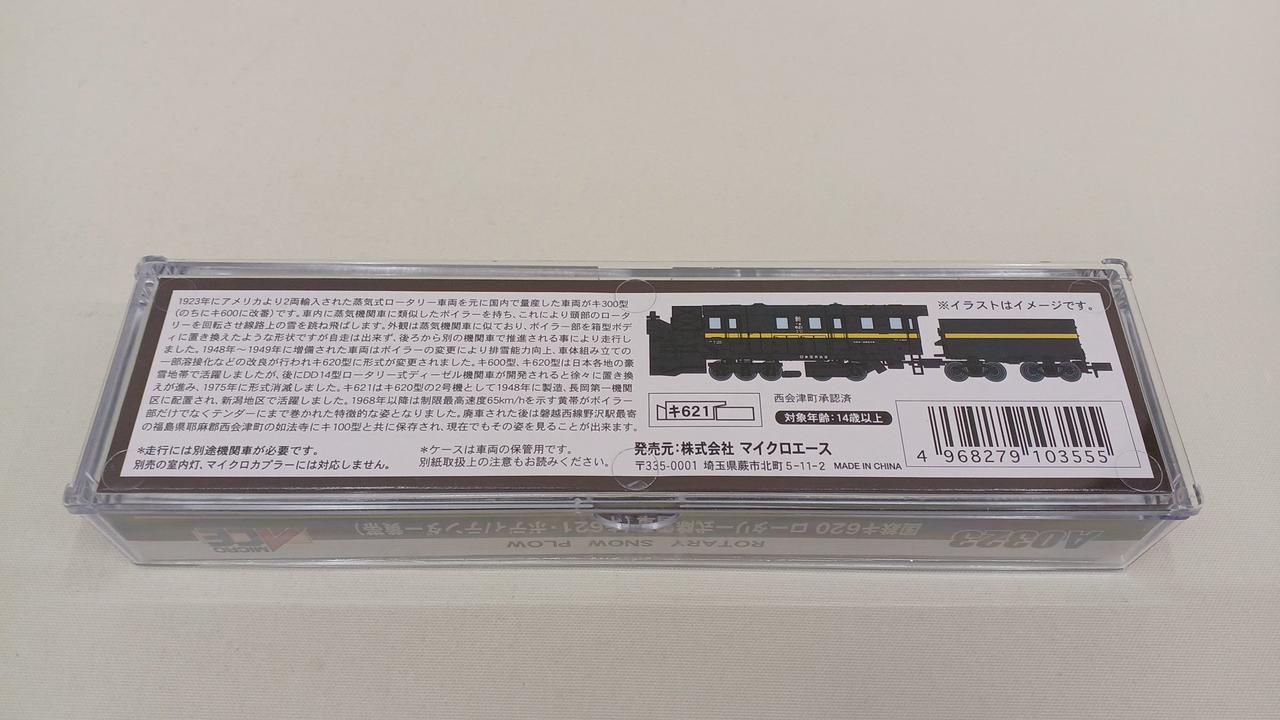 1923年にアメリカより2両輸入された蒸気式ロータリー車両を元に国内で量産した車両がキ300型
(のちにキ600に改番)です。車内に蒸気機関車に類似したボイラーを持ち、これにより頭部のロータ
リーを回転させ線路上の雪を跳ね飛ばします。外観は蒸気機関車に似ており、ボイラー部を箱型ボデ
ィに置き換えたような形状ですが自走は出来ず、後ろから別の機関車で推進される事により走行し
ました。1948年~1949年に増備された車両はボイラーの変更により排雪能力向上、車体組み立ての
一部溶接化などの改良が行われキ620型に形式が変更されました。キ600型、キ620型は日本各地の豪
雪地帯で活躍しましたが、後にDD14型ロータリー式ディーゼル機関車が開発されると徐々に置き換
えが進み、1975年に形式消滅しました。キ621はキ620型の2号機として1948年に製造、長岡第一機関
区に配置され、新潟地区で活躍しました。1968年以降は制限最高速度65km/hを示す黄帯がボイラー
部だけでなくテンダーにまで巻かれた特徴的な姿となりました。廃車された後は磐越西線野沢駅最寄
の福島県耶麻郡西会津町の如法寺にキ100型と共に保存され、現在でもその姿を見ることが出来ます。
*走行には別途機関車が必要です。
別売の室内灯、マイクロカプラーには対応しません。
*ケースは車両の保管用です。
別紙取扱上の注意もお読みください。
※イラストはイメージです。
キ621
西会津町承認済
対象年齢:14歳以上
発売元:株式会社 マイクロエース
〒335-0001 埼玉県蕨市北町5-11-2 MADE IN CHINA
4 968279 103555
A0323
国鉄キ620 ロータリー式
621・ボディ/テンダー黄帯)
ROTARY SNOW PLOW
MICRO ACE